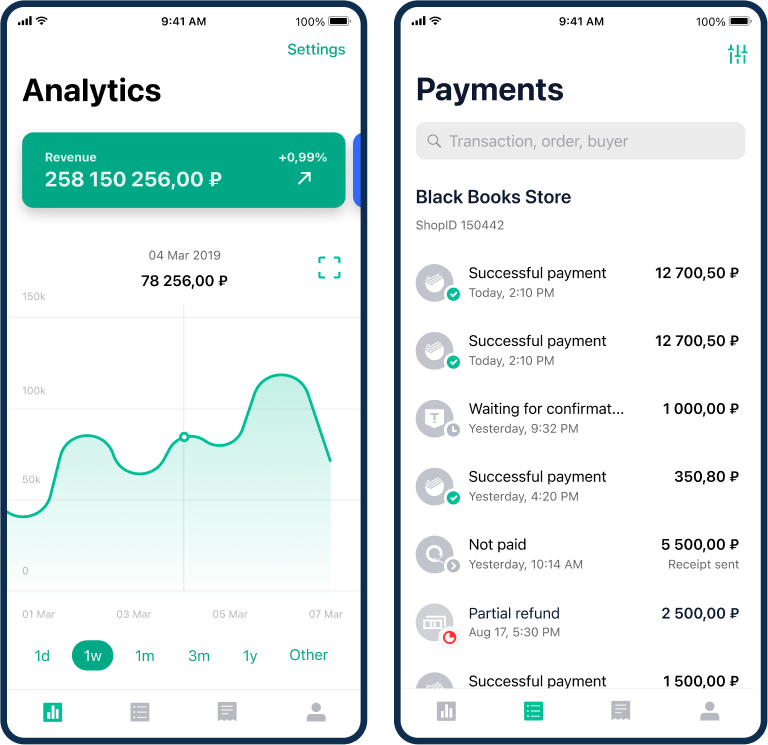 9:41 AM
100%
Settings
Analytics
Revenue
+0,99%
258 150 256,00 ₽
04 Mar 2019
78 256,00 ₽
150k
100k
50k
0
01 Mar
03 Mar
05 Mar
07 Mar
1d
1w
1m
3m
1y
Other
9:41 AM
100%
Payments
Transaction, order, buyer
Black Books Store
ShopID 150442
Successful payment
12 700,50 ₽
Today, 2:10 PM
Successful payment
12 700,50 ₽
Today, 2:10 PM
Waiting for confirmat...
1 000,00 ₽
Yesterday, 9:32 PM
Successful payment
350,80 ₽
Yesterday, 4:20 PM
Not paid
5 500,00 ₽
Yesterday, 10:14 AM
Receipt sent
Partial refund
2 500,00 ₽
Aug 17, 5:30 PM
Successful payment
1 500,00 ₽